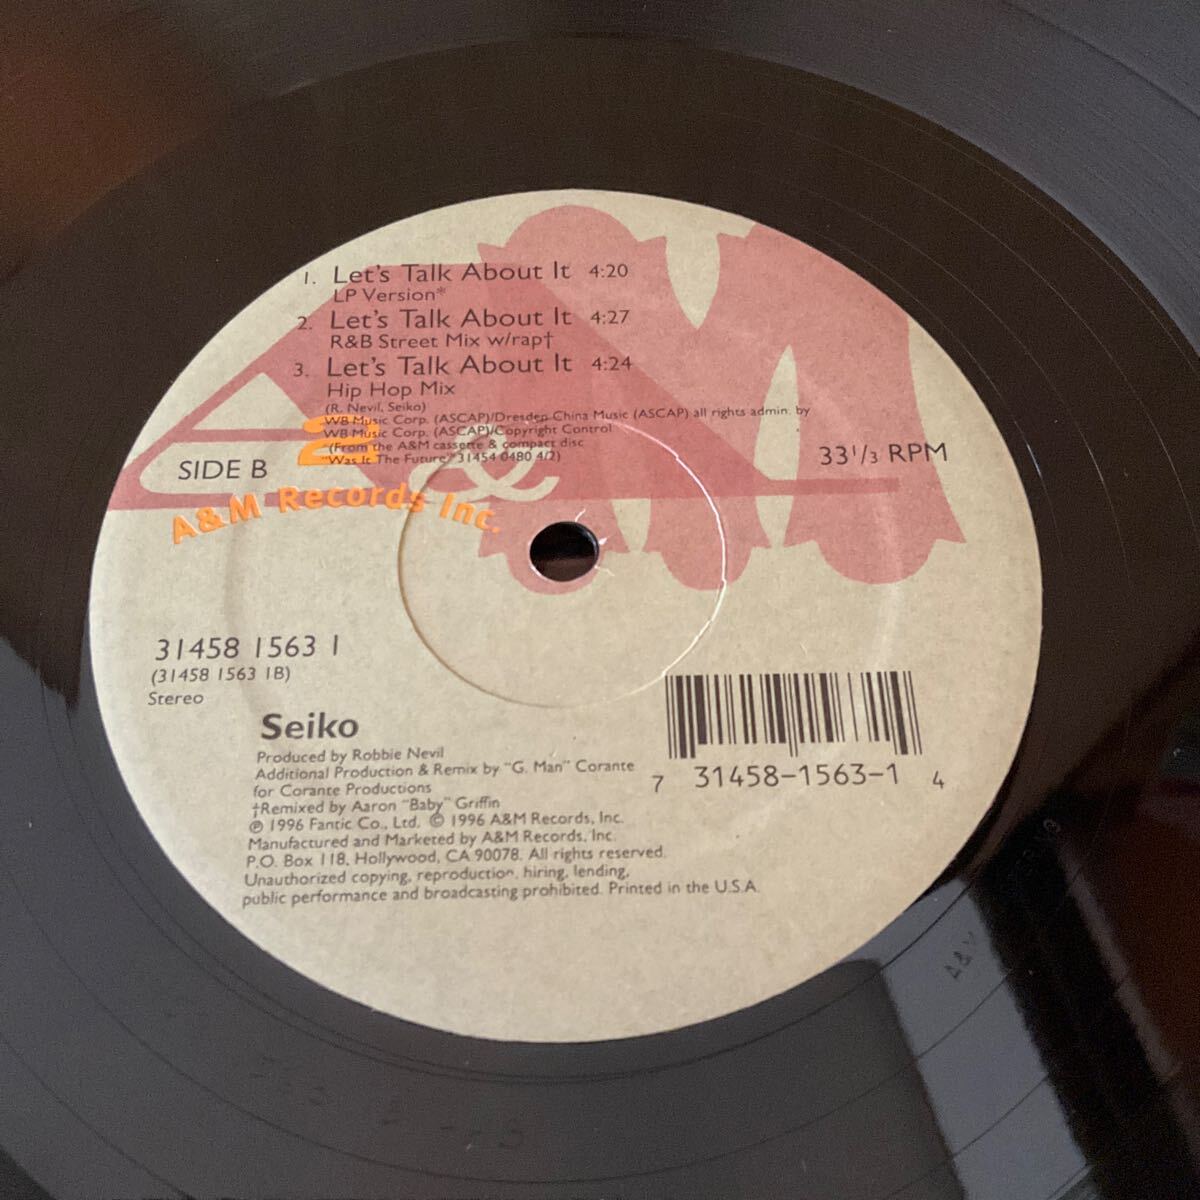 1. Let's Talk About It 4:20
LP Version*
2. Let's Talk About It 4:27
R&B Street Mix w/rap†
3. Let's Talk About It 4:24
Hip Hop Mix
(R. Nevil, Seiko)
WB Music Corp. (ASCAP)/Dresden China Music (ASCAP) all rights admin. by
WB Music Corp. (ASCAP)/Copyright Control
(From the A&M cassette & compact disc
"Was It The Future" 31454 0480 4/2)
SIDE B
33 1/3 RPM
A&M Records Inc.
31458 1563 1
(31458 1563 1B)
Stereo
Seiko
Produced by Robbie Nevil
Additional Production & Remix by "G. Man" Corante
for Corante Productions
†Remixed by Aaron "Baby" Griffin
℗ 1996 Fantic Co., Ltd. © 1996 A&M Records, Inc.
Manufactured and Marketed by A&M Records, Inc.
P.O. Box 118, Hollywood, CA 90078. All rights reserved.
Unauthorized copying, reproduction, hiring, lending,
public performance and broadcasting prohibited. Printed in the U.S.A.
7 31458-1563-1 4